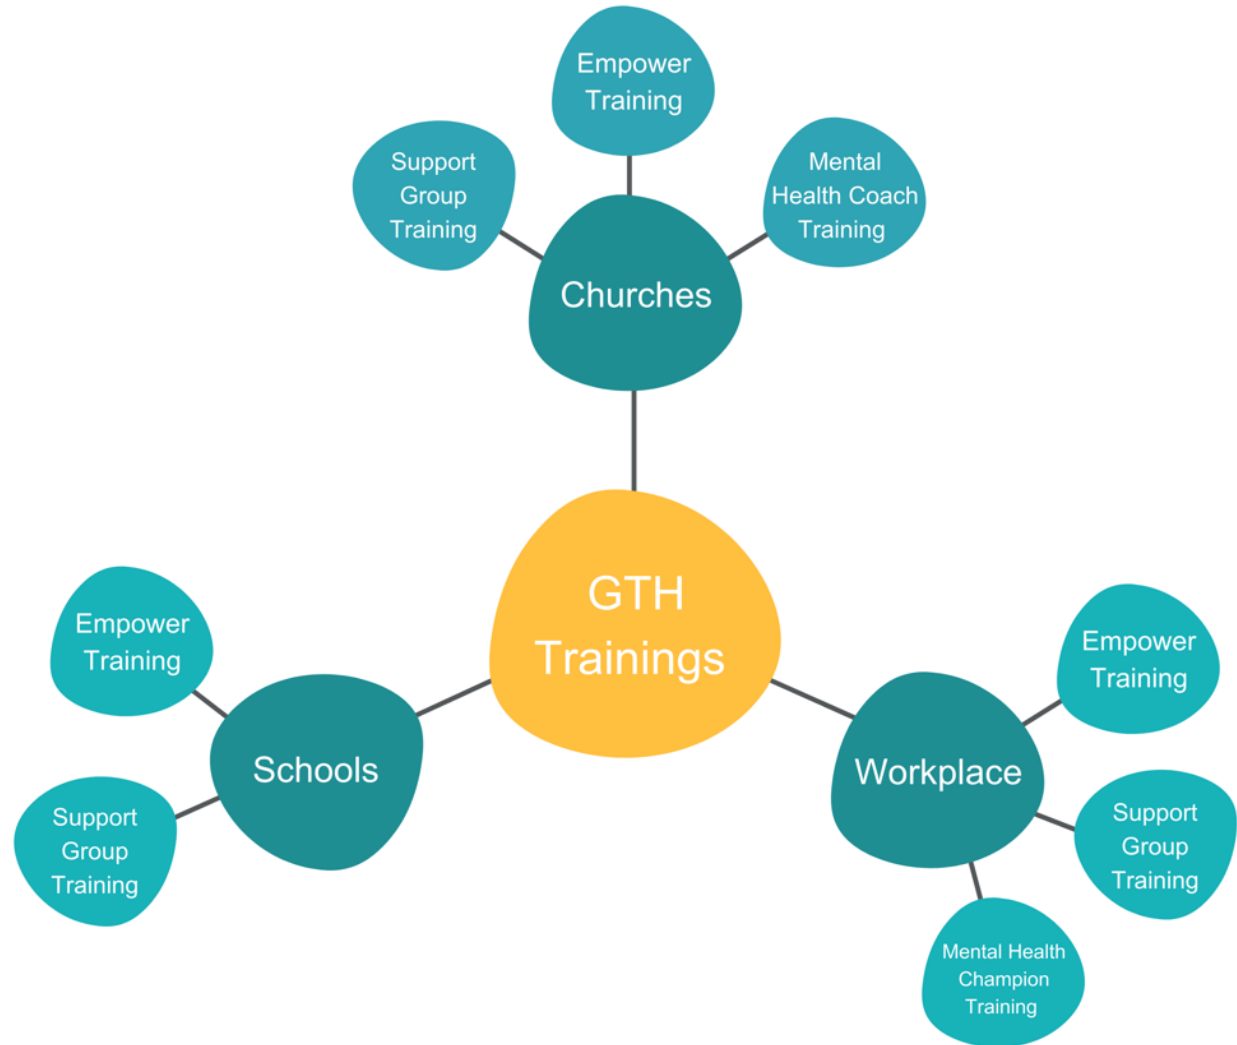 Empower
Training
Support
Group
Training
Mental
Health Coach
Training
Churches
GTH
Trainings
Empower
Training
Schools
Support
Group
Training
Workplace
Empower
Training
Support
Group
Training
Mental Health
Champion
Training